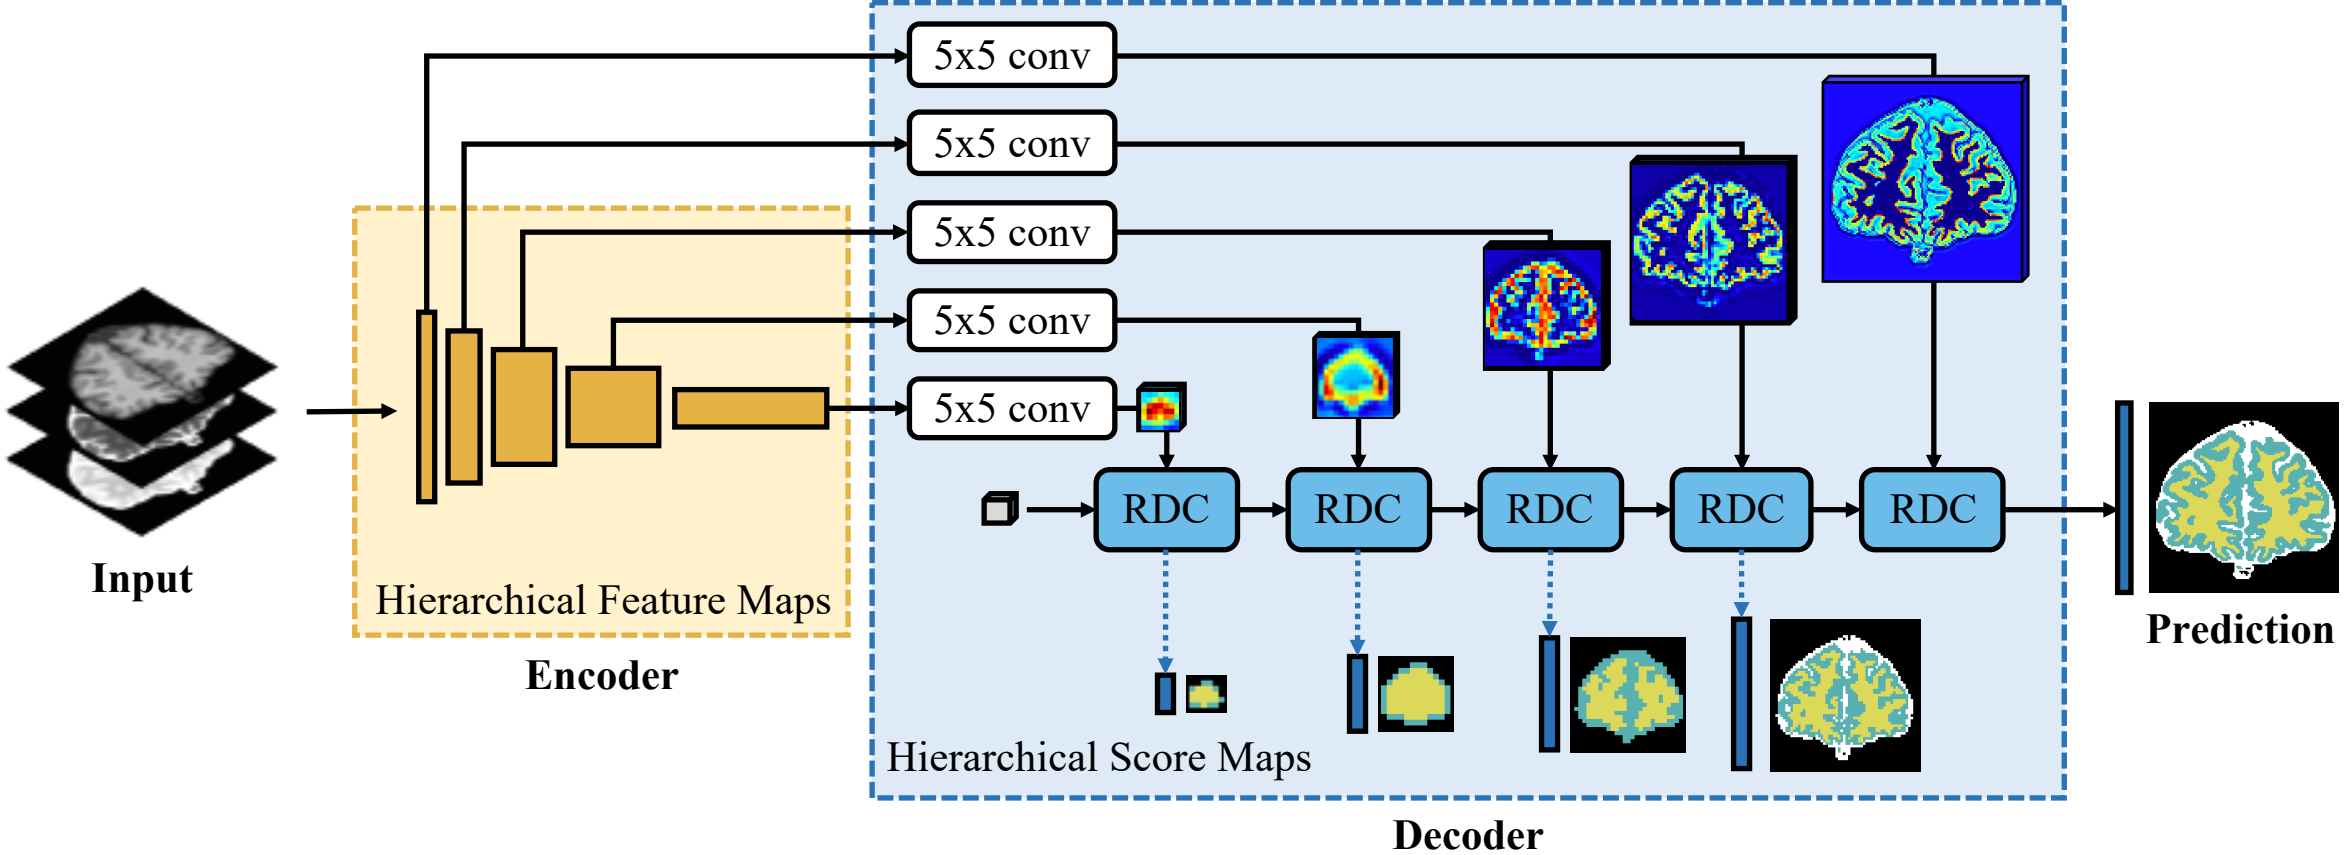 5x5 conv
5x5 conv
5x5 conv
5x5 conv
5x5 conv
RDC
RDC
RDC
RDC
RDC
Input
Hierarchical Feature Maps
Encoder
Hierarchical Score Maps
Decoder
Prediction